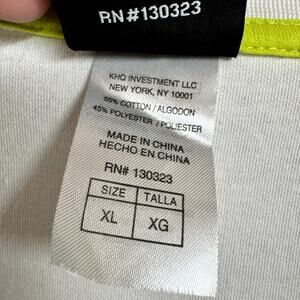 RN#130323
KHQ INVESTMENT LLC
NEW YORK, NY 10001
55% COTTON / ALGODON
45% POLYESTER / POLIESTER
MADE IN CHINA
HECHO EN CHINA
RN# 130323
SIZE TALLA
XL XG